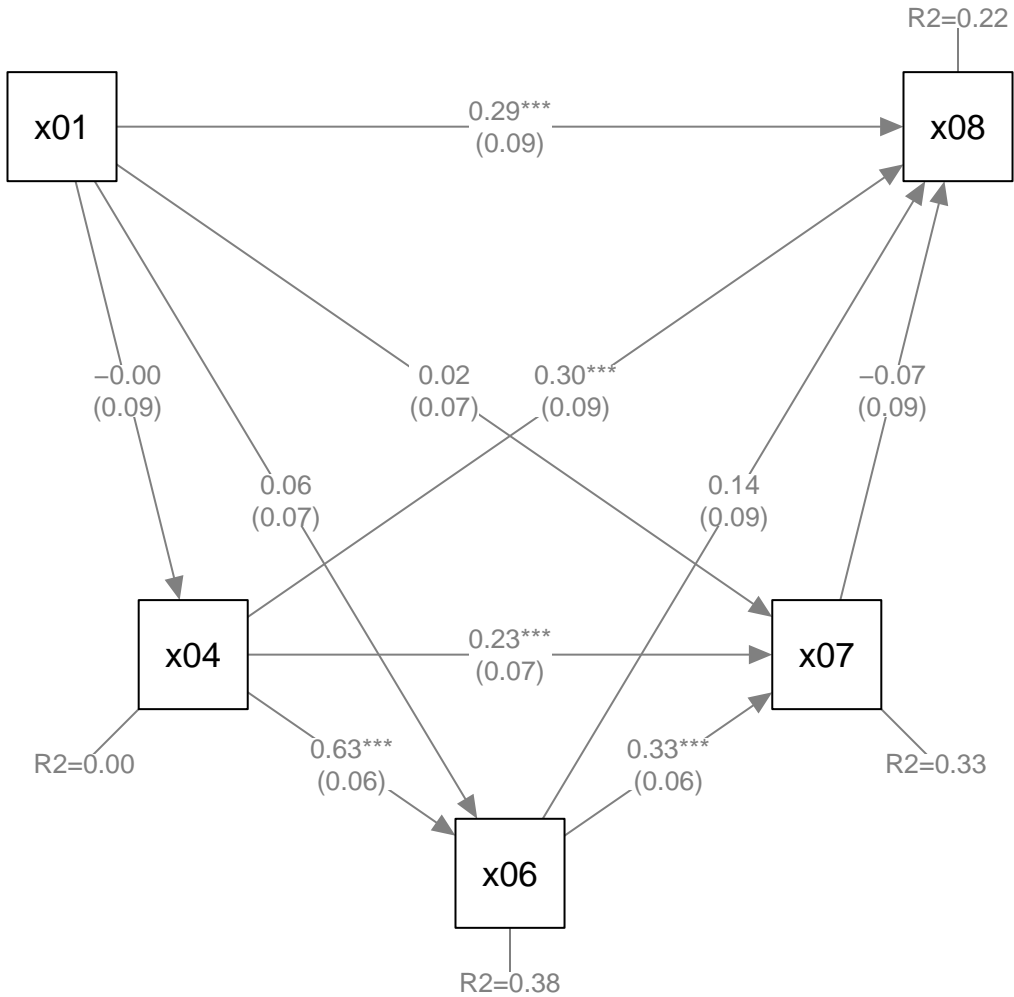 R2=0.22
x01
0.29***
(0.09)
x08
−0.00
(0.09)
0.02
(0.07)
0.30***
(0.09)
−0.07
(0.09)
0.06
(0.07)
0.14
(0.09)
x04
0.23***
(0.07)
x07
R2=0.00
0.63***
(0.06)
0.33***
(0.06)
R2=0.33
x06
R2=0.38